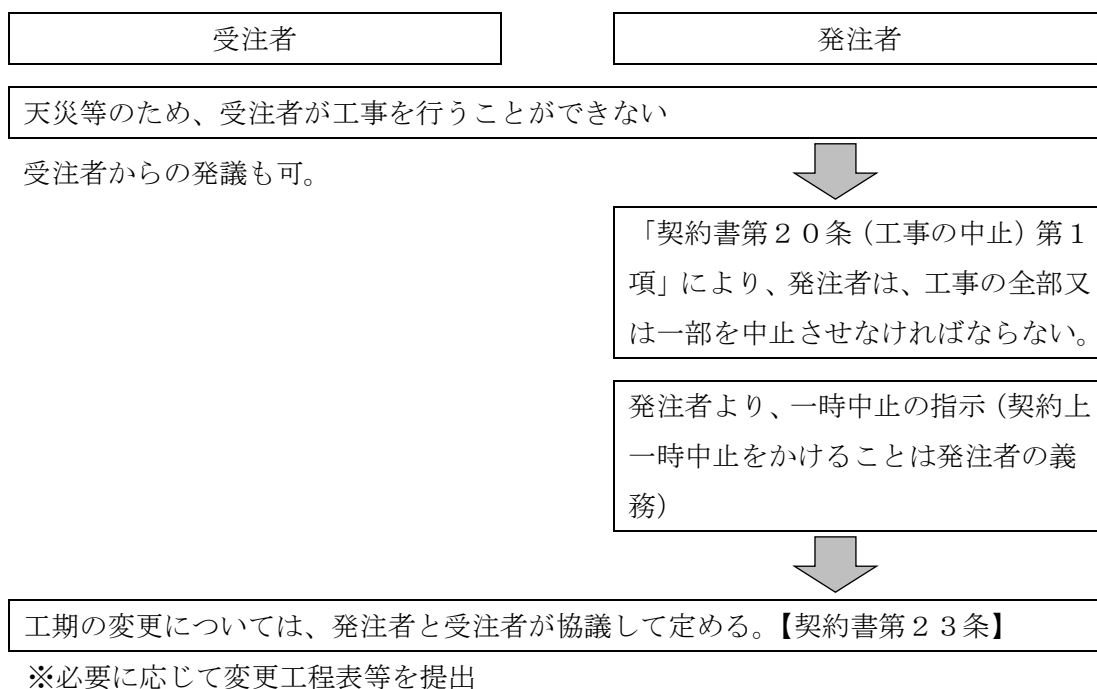 受注者
発注者
天災等のため、受注者が工事を行うことができない
受注者からの発議も可。
「契約書第２０条（工事の中止）第１
項」により、発注者は、工事の全部又
は一部を中止させなければならない。
発注者より、一時中止の指示（契約上
一時中止をかけることは発注者の義
務）
工期の変更については、発注者と受注者が協議して定める。【契約書第２３条】
※必要に応じて変更工程表等を提出